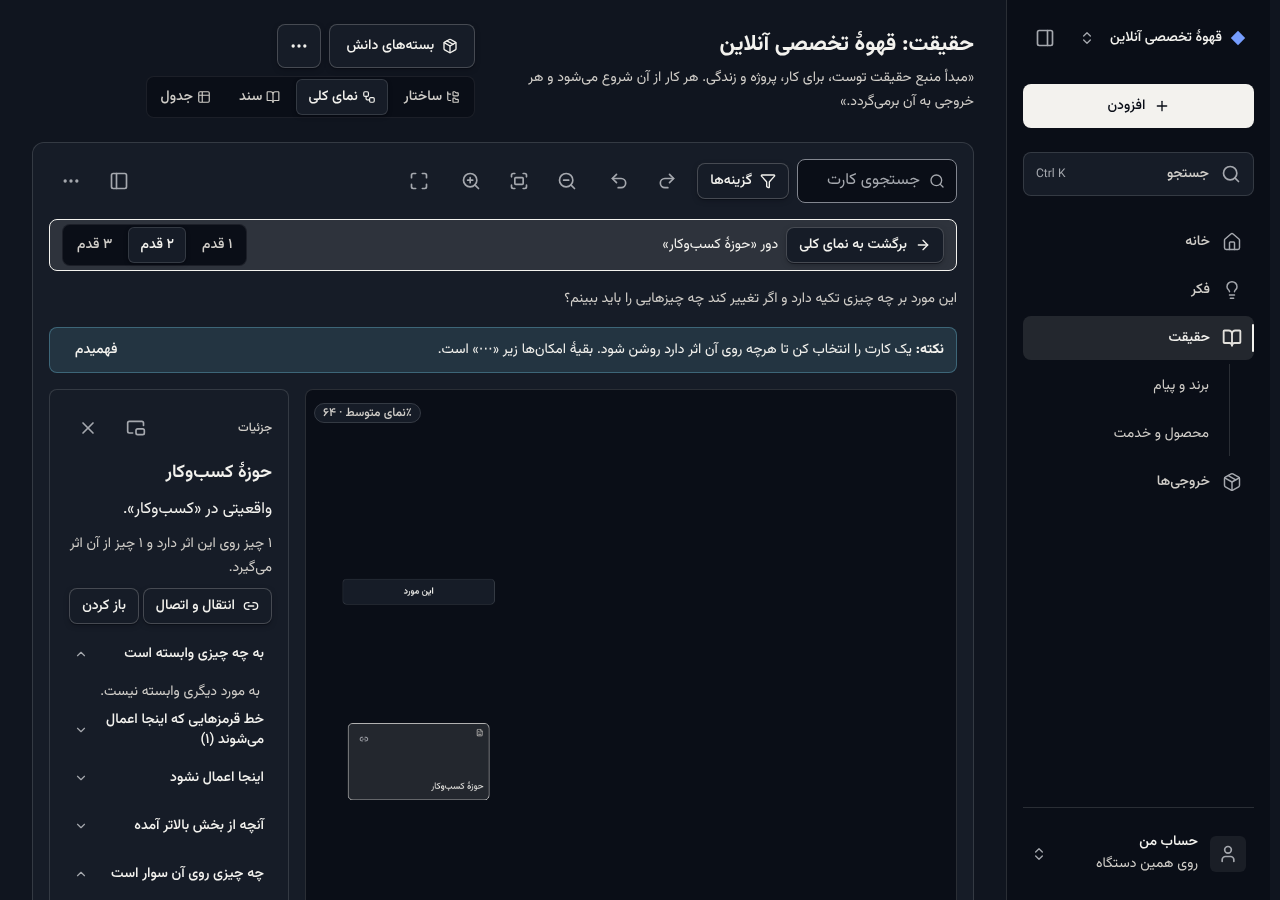 قهوهٔ تخصصی آنلاین
افزودن
جستجو
Ctrl K
خانه
فکر
حقیقت
برند و پیام
محصول و خدمت
خروجی‌ها
حساب من
روی همین دستگاه
حقیقت: قهوهٔ تخصصی آنلاین
«مبدأ منبع حقیقت توست، برای کار، پروژه و زندگی. هر کار از آن شروع می‌شود و هر
خروجی به آن برمی‌گردد.»
بسته‌های دانش
ساختار
نمای کلی
سند
جدول
جستجوی کارت
گزینه‌ها
برگشت به نمای کلی
دور «حوزهٔ کسب‌وکار»
۱ قدم
۲ قدم
۳ قدم
این مورد بر چه چیزی تکیه دارد و اگر تغییر کند چه چیزهایی را باید ببینم؟
نکته: یک کارت را انتخاب کن تا هرچه روی آن اثر دارد روشن شود. بقیهٔ امکان‌ها زیر «···» است.
فهمیدم
نمای متوسط · ۶۴٪
این مورد
حوزهٔ کسب‌وکار
جزئیات
حوزهٔ کسب‌وکار
واقعیتی در «کسب‌وکار».
۱ چیز روی این اثر دارد و ۱ چیز از آن اثر
می‌گیرد.
انتقال و اتصال
باز کردن
به چه چیزی وابسته است
به مورد دیگری وابسته نیست.
خط قرمزهایی که اینجا اعمال
می‌شوند (۱)
اینجا اعمال نشود
آنچه از بخش بالاتر آمده
چه چیزی روی آن سوار است